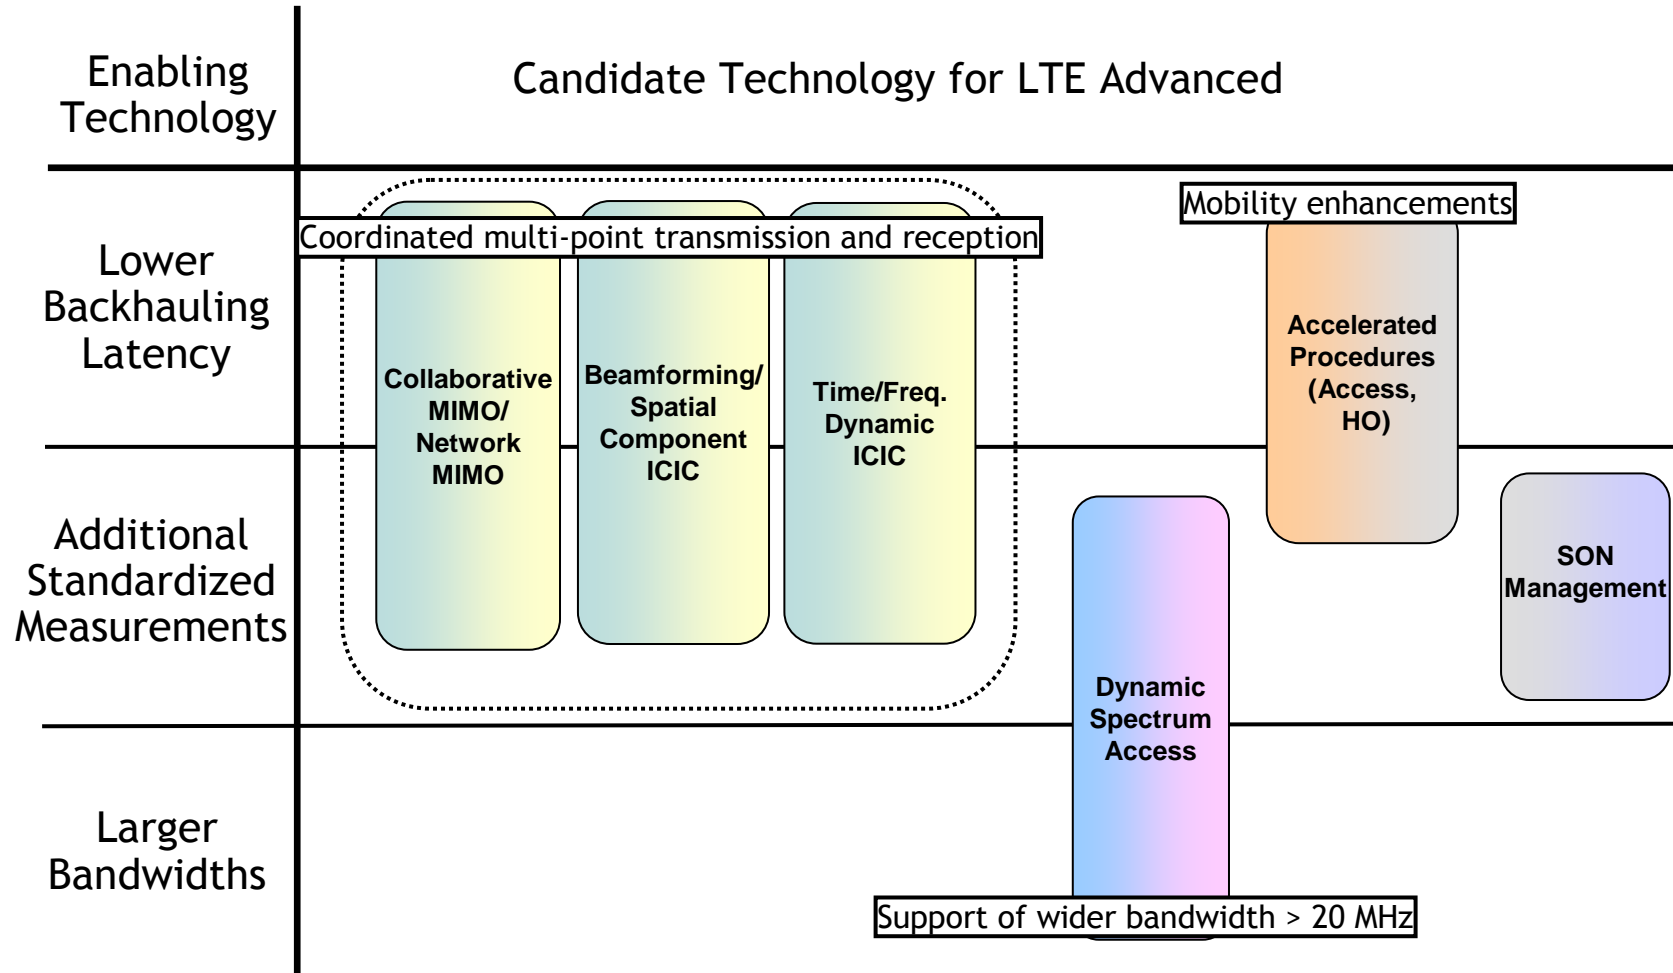 Enabling
Technology
Candidate Technology for LTE Advanced
Lower
Backhauling
Latency
Coordinated multi-point transmission and reception
Mobility enhancements
Collaborative
MIMO/
Network
MIMO
Beamforming/
Spatial
Component
ICIC
Time/Freq.
Dynamic
ICIC
Accelerated
Procedures
(Access,
HO)
Additional
Standardized
Measurements
SON
Management
Dynamic
Spectrum
Access
Larger
Bandwidths
Support of wider bandwidth > 20 MHz